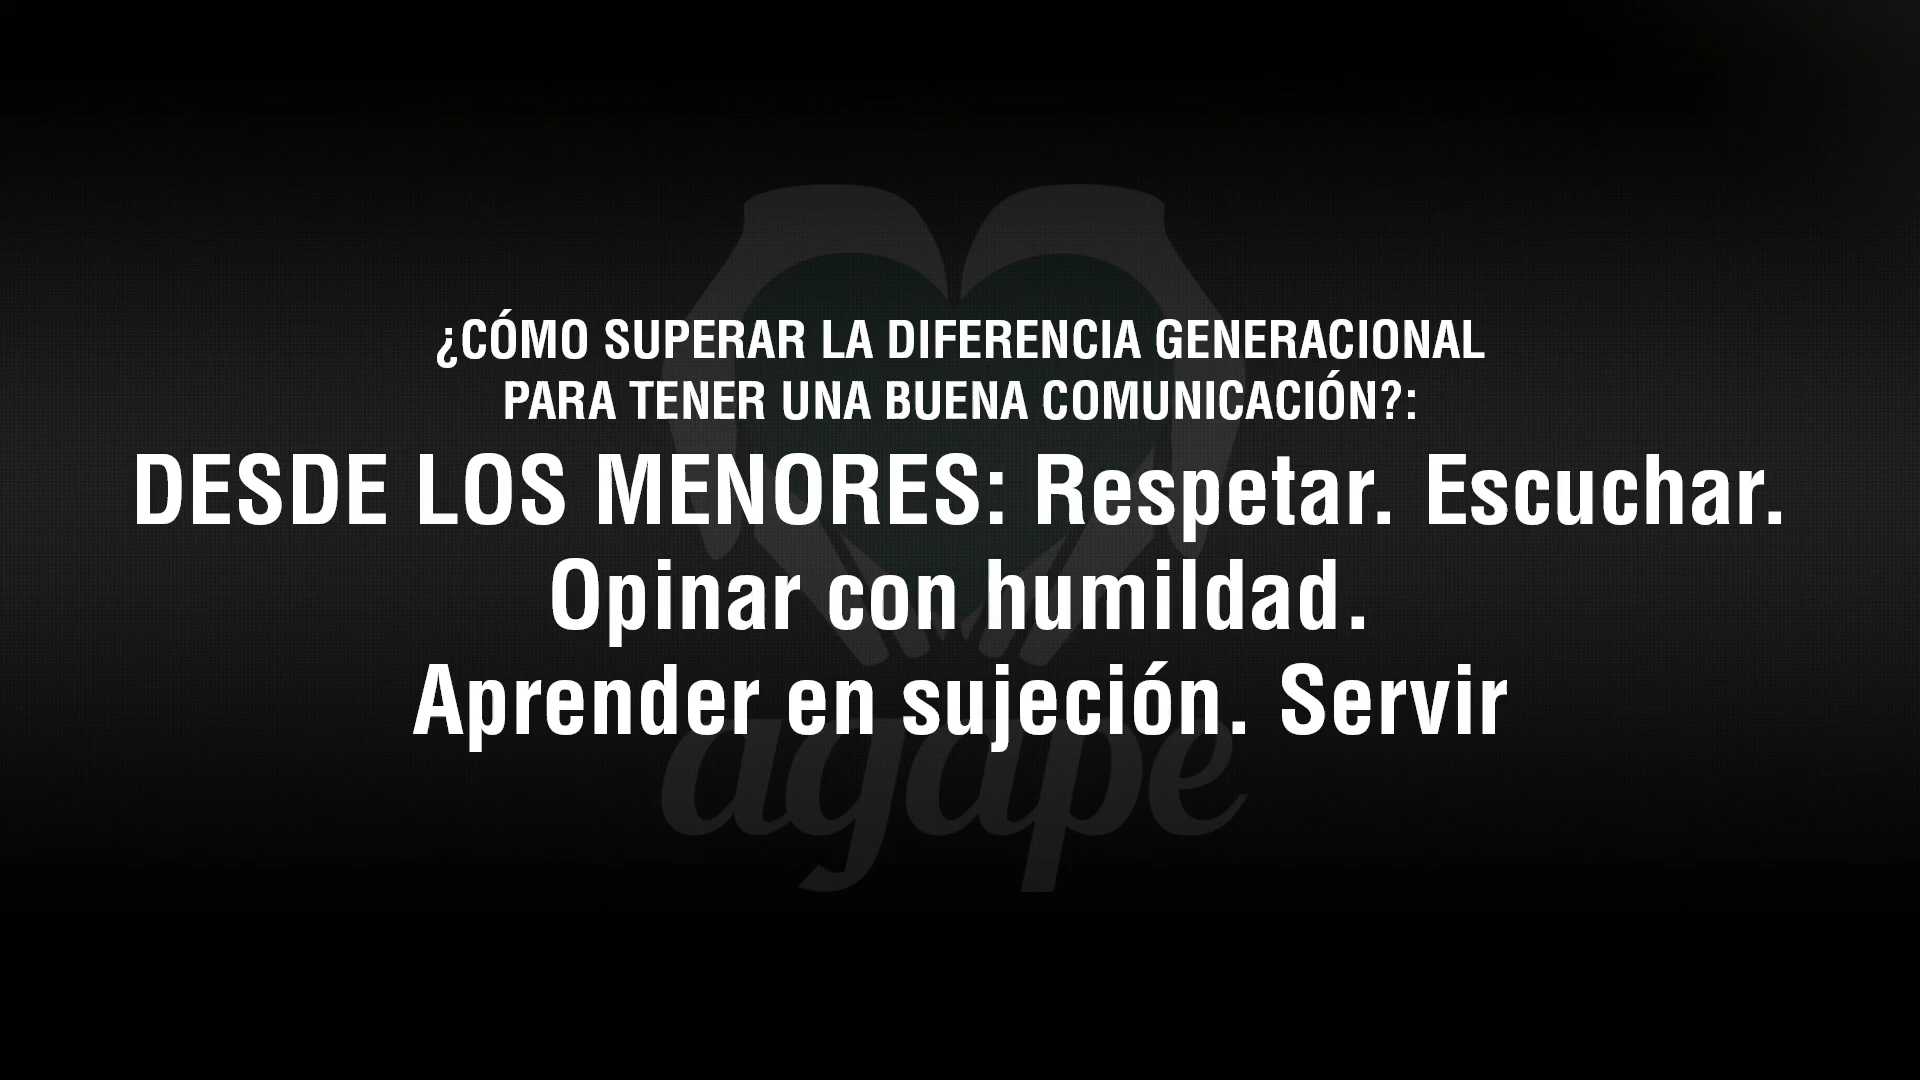 ¿CÓMO SUPERAR LA DIFERENCIA GENERACIONAL
PARA TENER UNA BUENA COMUNICACIÓN?:
DESDE LOS MENORES: Respetar. Escuchar.
Opinar con humildad.
Aprender en sujeción. Servir
agape